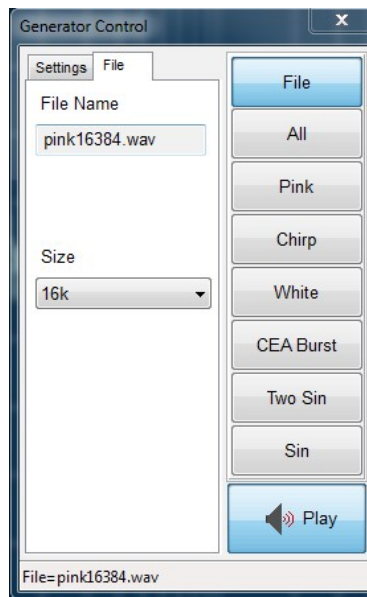 Generator Control
X
Settings
File
File Name
pink16384.wav
Size
16k
File
All
Pink
Chirp
White
CEA Burst
Two Sin
Sin
Play
File=pink16384.wav